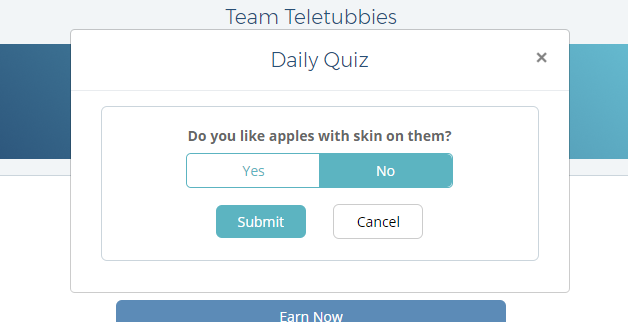 Team Teletubbies
Daily Quiz ×
Do you like apples with skin on them?
Yes No
Submit Cancel
Earn Now